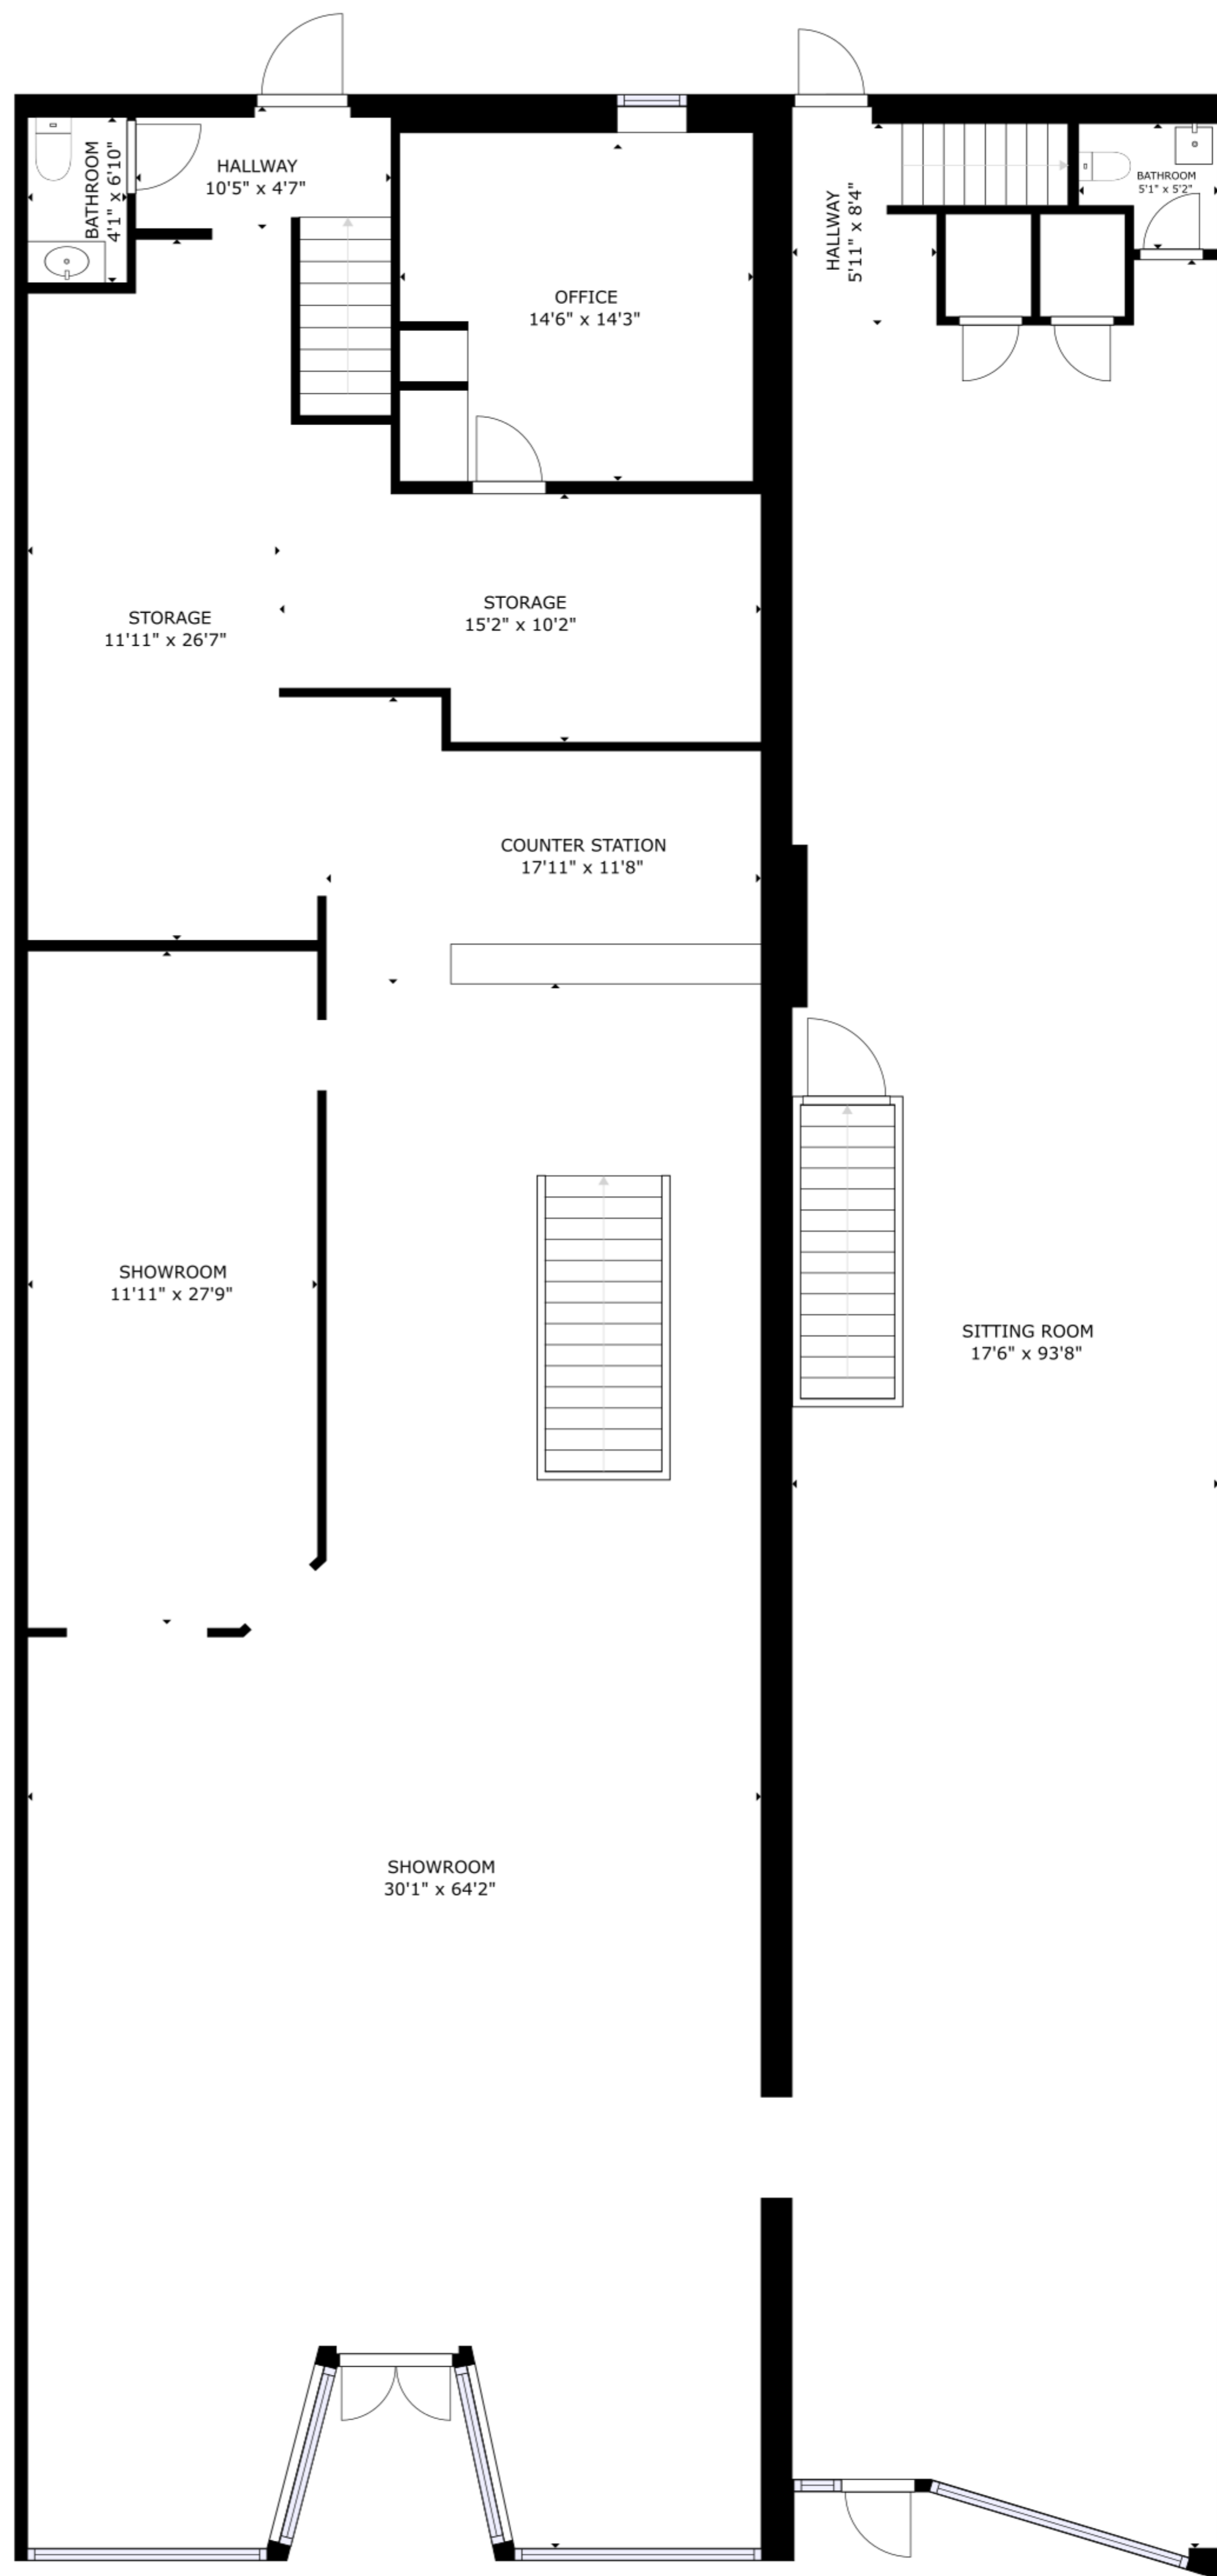 BATHROOM
4'1" x 6'10"
HALLWAY
10'5" x 4'7"
OFFICE
14'6" x 14'3"
HALLWAY
5'11" x 8'4"
BATHROOM
5'1" x 5'2"
STORAGE
11'11" x 26'7"
STORAGE
15'2" x 10'2"
COUNTER STATION
17'11" x 11'8"
SHOWROOM
11'11" x 27'9"
SITTING ROOM
17'6" x 93'8"
SHOWROOM
30'1" x 64'2"